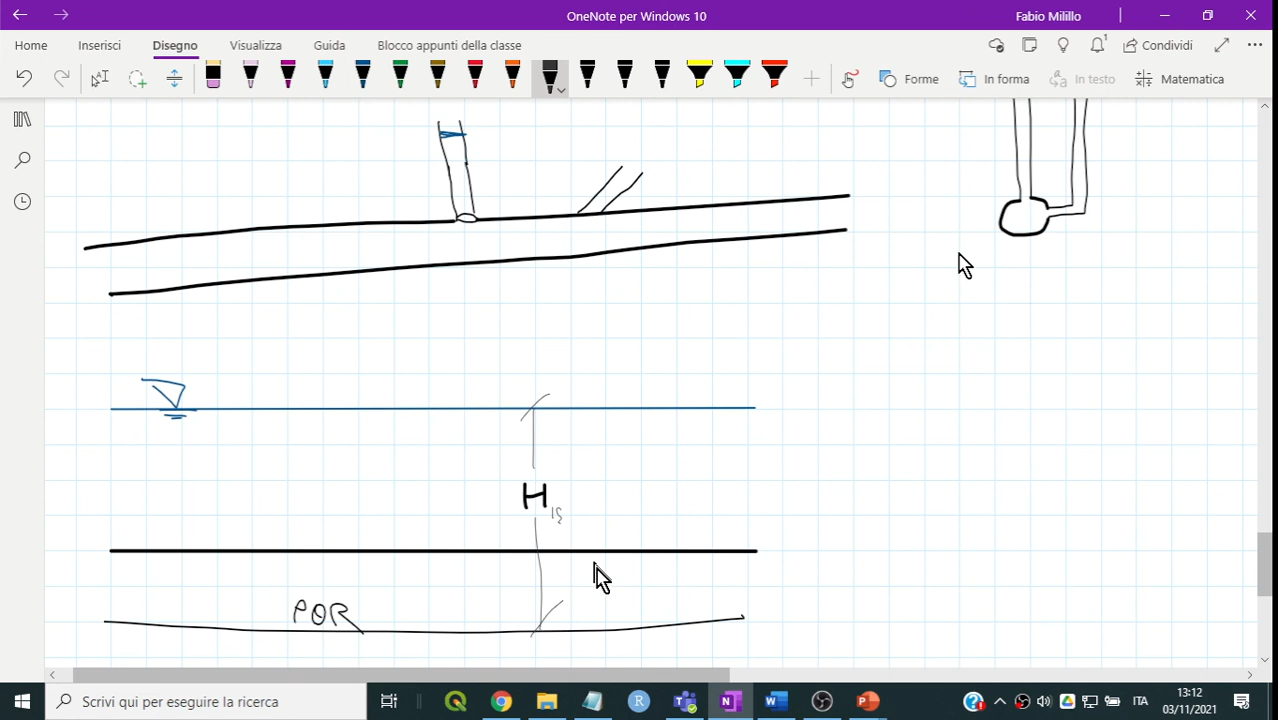 OneNote per Windows 10
Fabio Milillo
Home Inserisci Disegno Visualizza Guida Blocco appunti della classe
Condividi
Forme In forma In testo Matematica
H
POR
Scrivi qui per eseguire la ricerca
ITA
13:12
03/11/2021